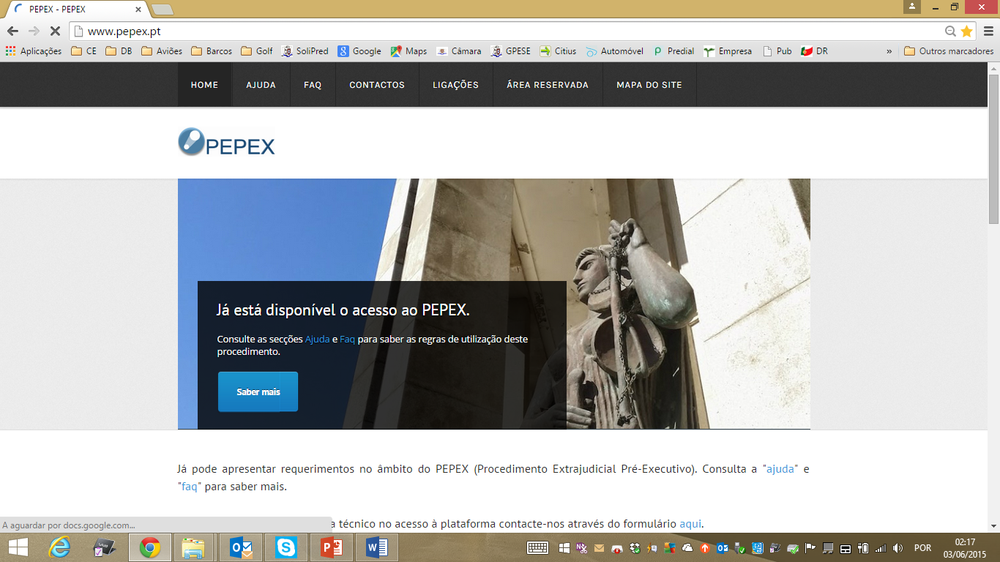 PEPEX - PEPEX
www.pepex.pt
Aplicações CE DB Aviões Barcos Golf SoliPred Google Maps Câmara GPESE Citius Automóvel Predial Empresa Pub DR » Outros marcadores
HOME AJUDA FAQ CONTACTOS LIGAÇÕES ÁREA RESERVADA MAPA DO SITE
PEPEX
Já está disponível o acesso ao PEPEX.
Consulte as secções Ajuda e Faq para saber as regras de utilização deste
procedimento.
Saber mais
Já pode apresentar requerimentos no âmbito do PEPEX (Procedimento Extrajudicial Pré-Executivo). Consulta a "ajuda" e
"faq" para saber mais.
a técnico no acesso à plataforma contacte-nos através do formulário aqui.
A aguardar por docs.google.com...
POR
02:17
03/06/2015